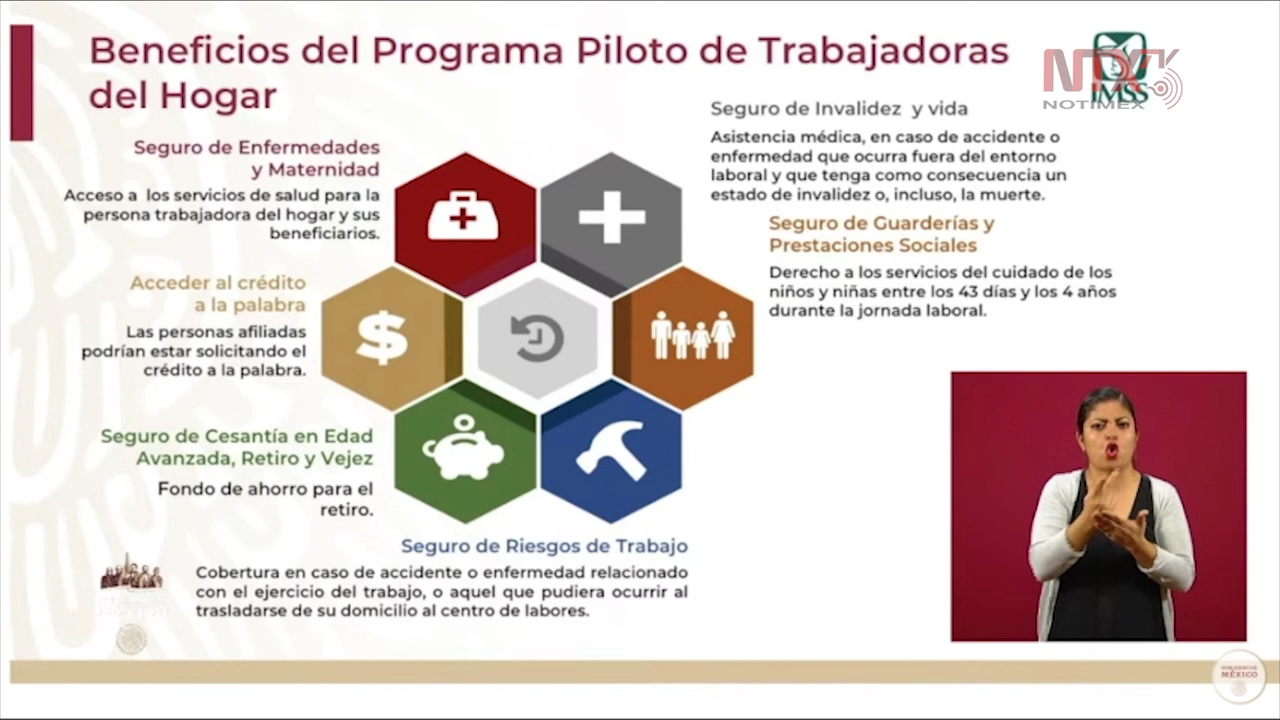 Beneficios del Programa Piloto de Trabajadoras
del Hogar
NTX
NOTIMEX
IMSS
Seguro de Enfermedades
y Maternidad
Acceso a los servicios de salud para la
persona trabajadora del hogar y sus
beneficiarios.
Seguro de Invalidez y vida
Asistencia médica, en caso de accidente o
enfermedad que ocurra fuera del entorno
laboral y que tenga como consecuencia un
estado de invalidez o, incluso, la muerte.
Seguro de Guarderías y
Prestaciones Sociales
Derecho a los servicios del cuidado de los
niños y niñas entre los 43 días y los 4 años
durante la jornada laboral.
Acceder al crédito
a la palabra
Las personas afiliadas
podrían estar solicitando el
crédito a la palabra.
$
Seguro de Cesantía en Edad
Avanzada, Retiro y Vejez
Fondo de ahorro para el
retiro.
Seguro de Riesgos de Trabajo
Cobertura en caso de accidente o enfermedad relacionado
con el ejercicio del trabajo, o aquel que pudiera ocurrir al
trasladarse de su domicilio al centro de labores.
GOBIERNO DE
MÉXICO